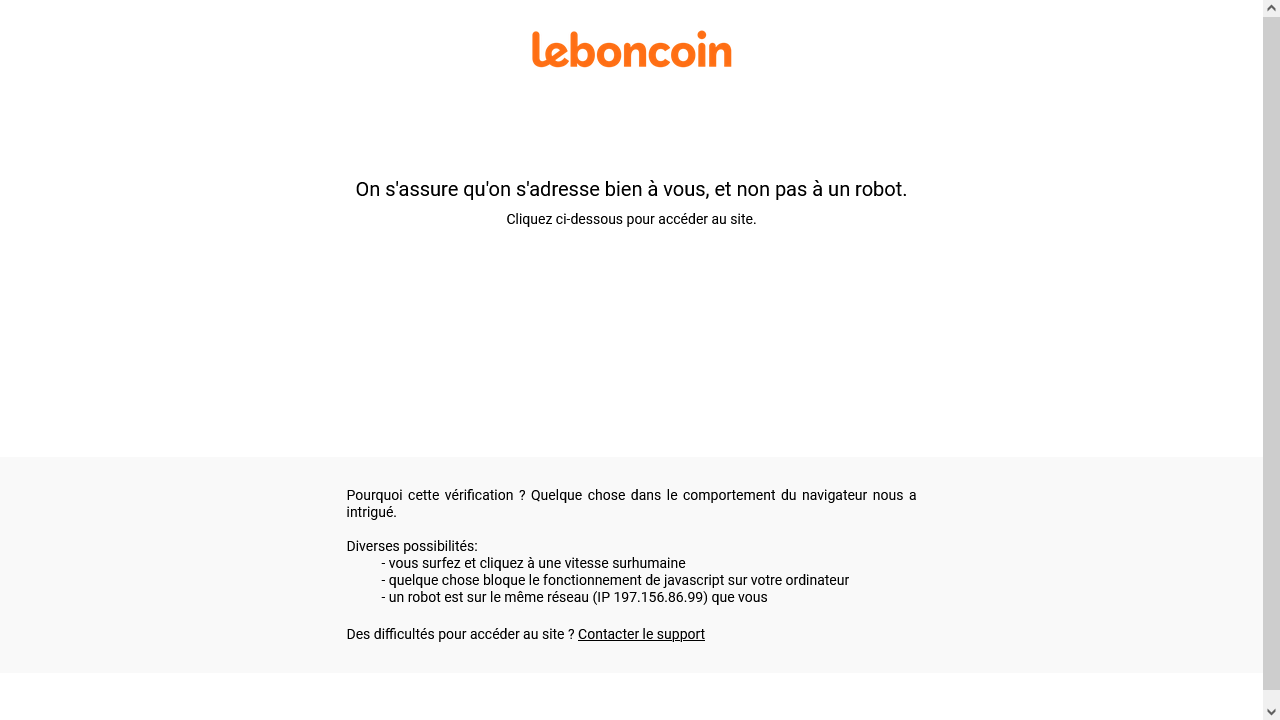 leboncoin
On s'assure qu'on s'adresse bien à vous, et non pas à un robot.
Cliquez ci-dessous pour accéder au site.
Pourquoi cette vérification ? Quelque chose dans le comportement du navigateur nous a
intrigué.
Diverses possibilités:
- vous surfez et cliquez à une vitesse surhumaine
- quelque chose bloque le fonctionnement de javascript sur votre ordinateur
- un robot est sur le même réseau (IP 197.156.86.99) que vous
Des difficultés pour accéder au site ? Contacter le support